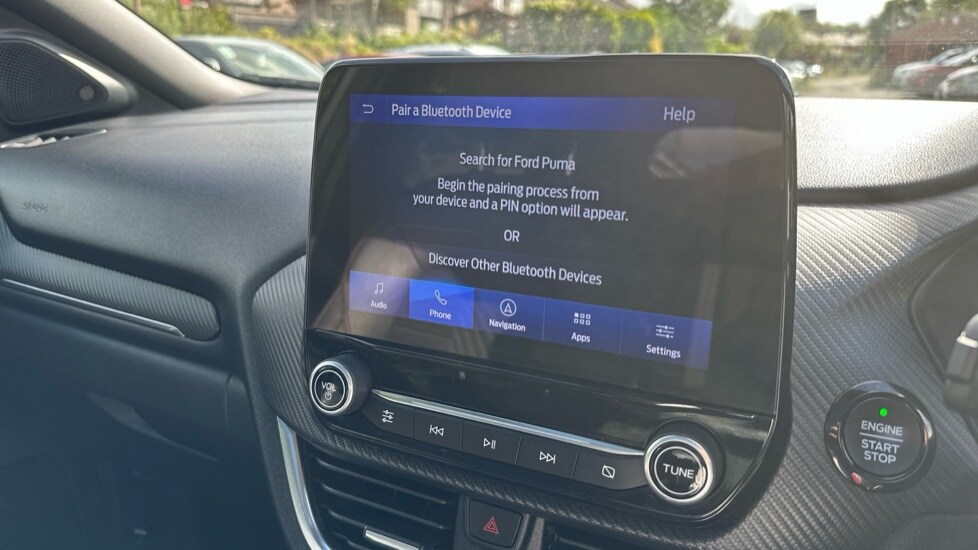 Pair a Bluetooth Device
Help
Search for Ford Puma
Begin the pairing process from
your device and a PIN option will appear.
OR
Discover Other Bluetooth Devices
Audio
Phone
Navigation
Apps
Settings
VOL
TUNE
ENGINE
START
STOP